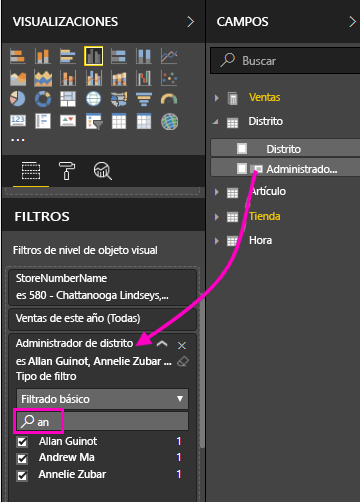 VISUALIZACIONES
FILTROS
Filtros de nivel de objeto visual
StoreNumberName
es 580 - Chattanooga Lindseys,...
Ventas de este año (Todas)
Administrador de distrito
es Allan Guinot, Annelie Zubar ...
Tipo de filtro
Filtrado básico
an
Allan Guinot 1
Andrew Ma 1
Annelie Zubar 1
CAMPOS
Buscar
Ventas
Distrito
Distrito
Administrado...
Artículo
Tienda
Hora